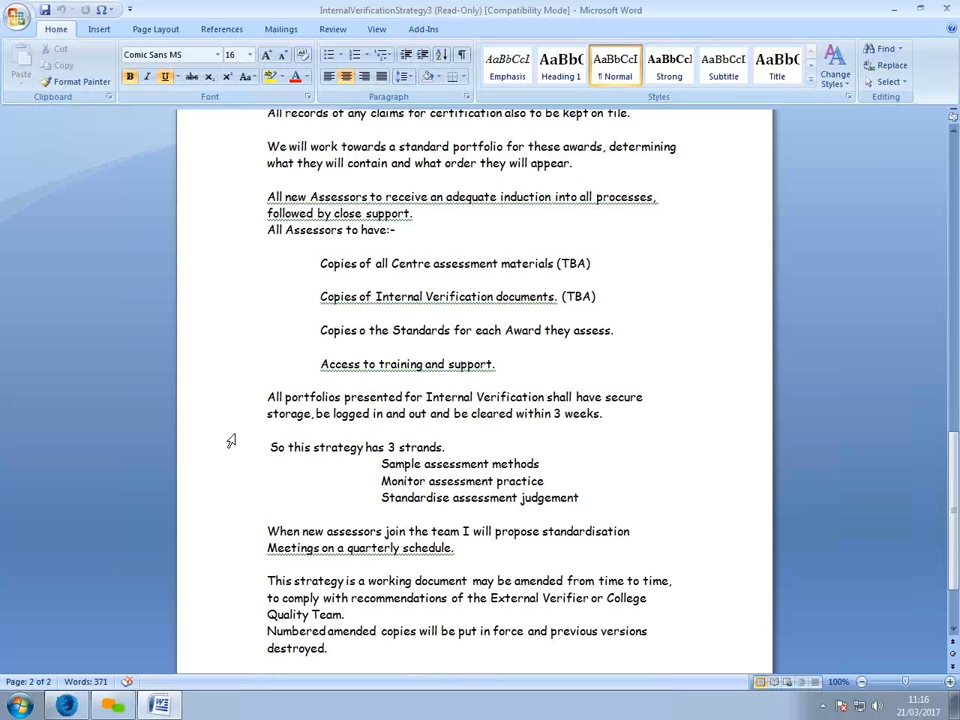 InternalVerificationStrategy3 (Read-Only) [Compatibility Mode] - Microsoft Word
Home Insert Page Layout References Mailings Review View Add-Ins
Paste
Cut
Copy
Format Painter
Clipboard
Comic Sans MS 16
Font
Paragraph
AaBbCcI AaBbC AaBbCcI AaBbCc AaBbCcI AaBbC
Emphasis Heading 1 ¶ Normal Strong Subtitle Title
Change Styles
Styles
Find
Replace
Select
Editing
All records of any claims for certification also to be kept on file.
We will work towards a standard portfolio for these awards, determining
what they will contain and what order they will appear.
All new Assessors to receive an adequate induction into all processes,
followed by close support.
All Assessors to have:-
Copies of all Centre assessment materials (TBA)
Copies of Internal Verification documents. (TBA)
Copies o the Standards for each Award they assess.
Access to training and support.
All portfolios presented for Internal Verification shall have secure
storage, be logged in and out and be cleared within 3 weeks.
So this strategy has 3 strands.
Sample assessment methods
Monitor assessment practice
Standardise assessment judgement
When new assessors join the team I will propose standardisation
Meetings on a quarterly schedule.
This strategy is a working document may be amended from time to time,
to comply with recommendations of the External Verifier or College
Quality Team.
Numbered amended copies will be put in force and previous versions
destroyed.
Page: 2 of 2 Words: 371 100%
11:16
21/03/2017